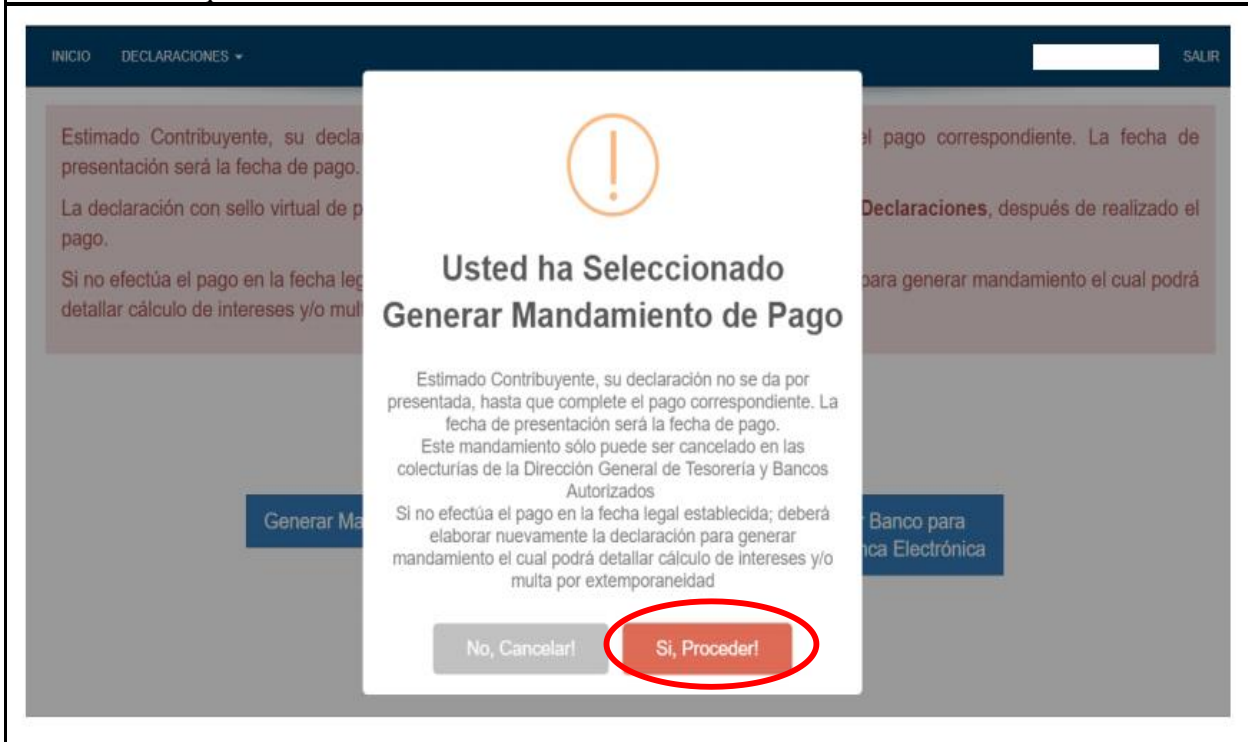 INICIO DECLARACIONES SALIR
Estimado Contribuyente, su decla
el pago correspondiente. La fecha de
presentación será la fecha de pago.
La declaración con sello virtual de p
Declaraciones, después de realizado el
pago.
Si no efectúa el pago en la fecha leg
para generar mandamiento el cual podrá
detallar cálculo de intereses y/o mul
Usted ha Seleccionado
Generar Mandamiento de Pago
Estimado Contribuyente, su declaración no se da por
presentada, hasta que complete el pago correspondiente. La
fecha de presentación será la fecha de pago.
Este mandamiento sólo puede ser cancelado en las
colecturías de la Dirección General de Tesorería y Bancos
Autorizados
Si no efectúa el pago en la fecha legal establecida; deberá
elaborar nuevamente la declaración para generar
mandamiento el cual podrá detallar cálculo de intereses y/o
multa por extemporaneidad
Generar Ma
Banco para
nca Electrónica
No, Cancelar! Si, Proceder!